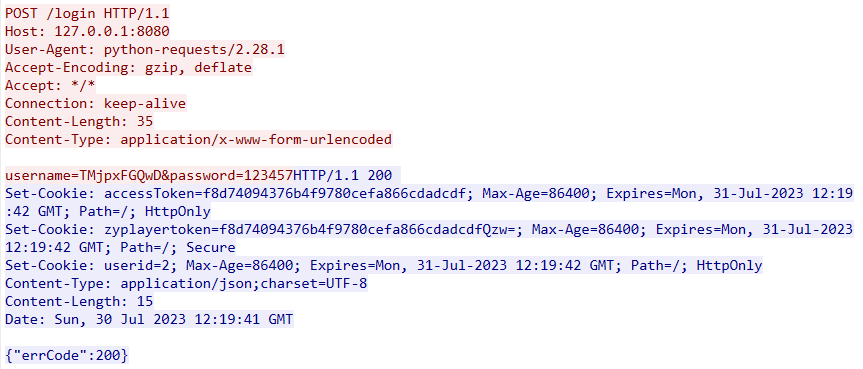 POST /login HTTP/1.1
Host: 127.0.0.1:8080
User-Agent: python-requests/2.28.1
Accept-Encoding: gzip, deflate
Accept: */*
Connection: keep-alive
Content-Length: 35
Content-Type: application/x-www-form-urlencoded

username=TMjpxFGQwD&password=123457HTTP/1.1 200
Set-Cookie: accessToken=f8d74094376b4f9780cefa866cdadcdf; Max-Age=86400; Expires=Mon, 31-Jul-2023 12:19
:42 GMT; Path=/; HttpOnly
Set-Cookie: zyplayertoken=f8d74094376b4f9780cefa866cdadcdfQzw=; Max-Age=86400; Expires=Mon, 31-Jul-2023
12:19:42 GMT; Path=/; Secure
Set-Cookie: userid=2; Max-Age=86400; Expires=Mon, 31-Jul-2023 12:19:42 GMT; Path=/; HttpOnly
Content-Type: application/json;charset=UTF-8
Content-Length: 15
Date: Sun, 30 Jul 2023 12:19:41 GMT

{"errCode":200}